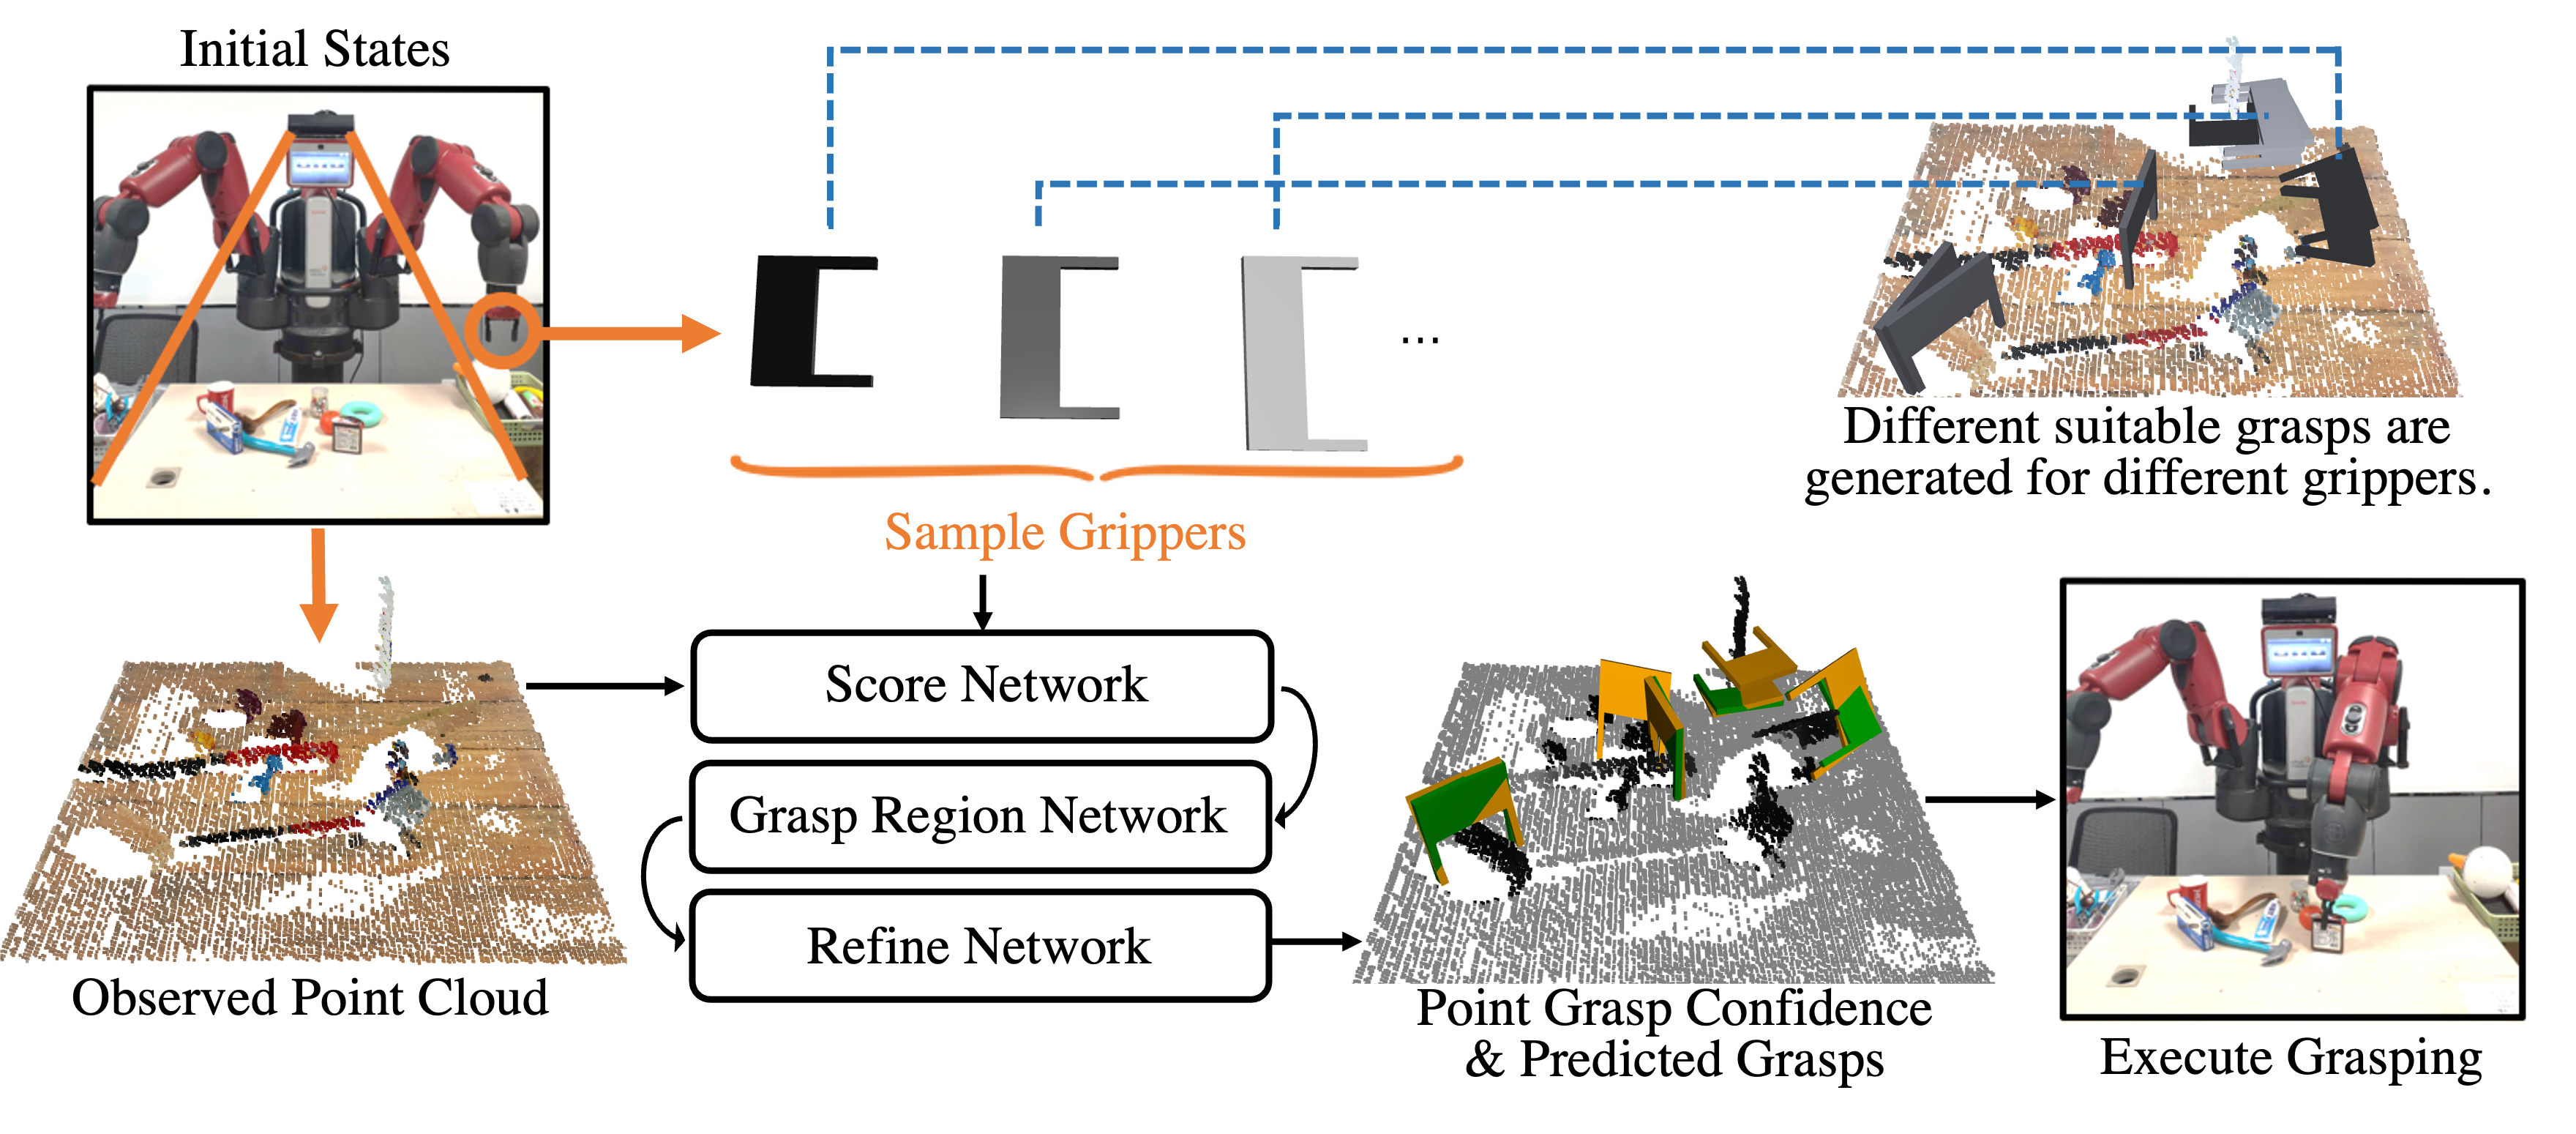 Initial States
...
Different suitable grasps are
generated for different grippers.
Sample Grippers
Score Network
Grasp Region Network
Refine Network
Observed Point Cloud
Point Grasp Confidence
& Predicted Grasps
Execute Grasping